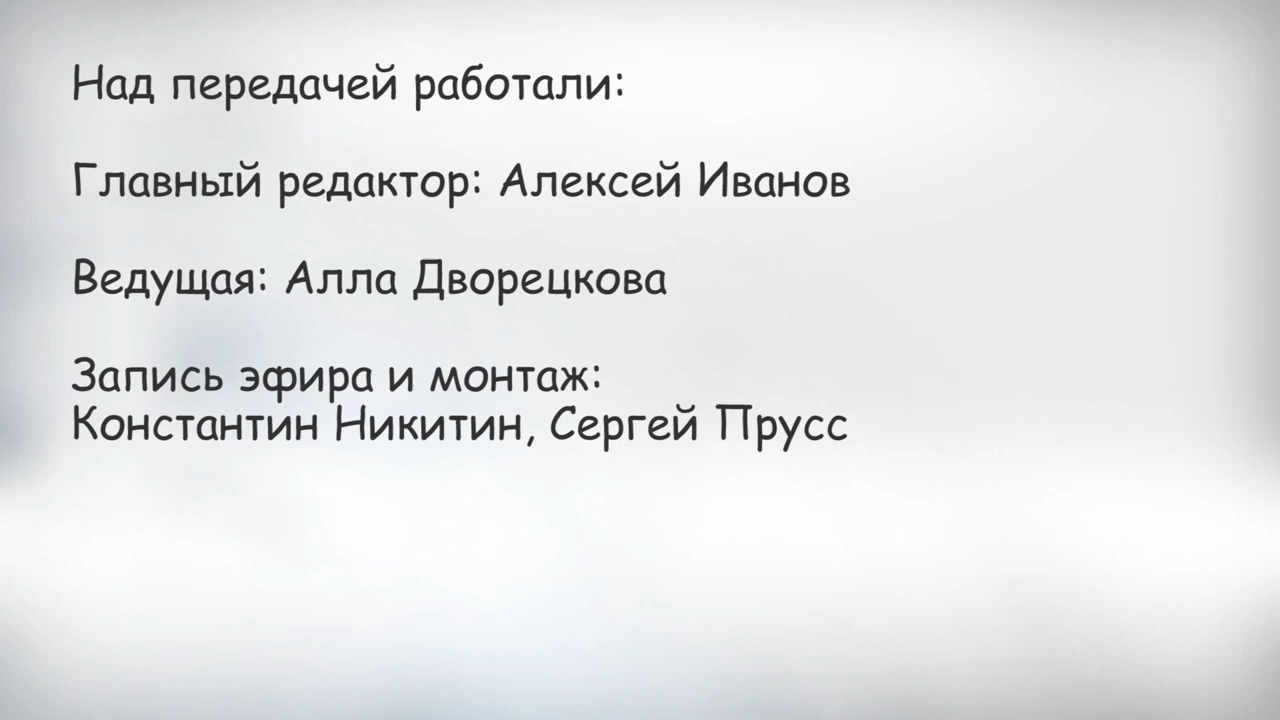 Над передачей работали:
Главный редактор: Алексей Иванов
Ведущая: Алла Дворецкова
Запись эфира и монтаж:
Константин Никитин, Сергей Прусс